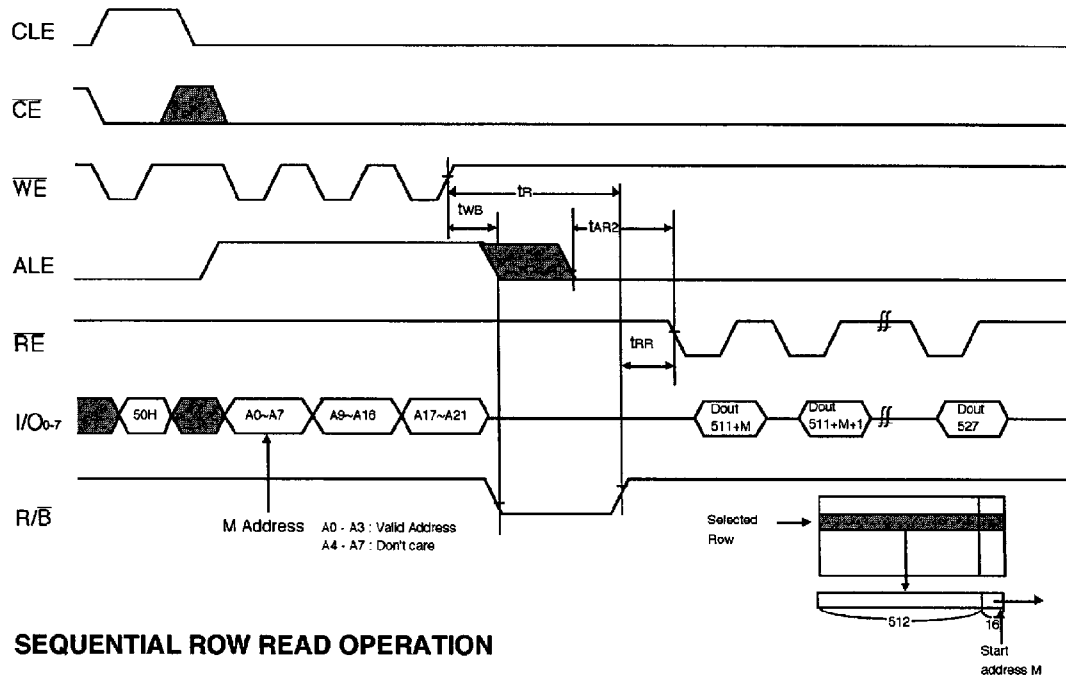 CLE
CE
WE
tR
tWB
tAR2
ALE
RE
tRR
I/O0-7
50H
A0~A7
A9~A16
A17~A21
Dout
511+M
Dout
511+M+1
Dout
527
R/B
M Address
A0 - A3 : Valid Address
A4 - A7 : Don't care
Selected
Row
512
16
Start
address M
SEQUENTIAL ROW READ OPERATION